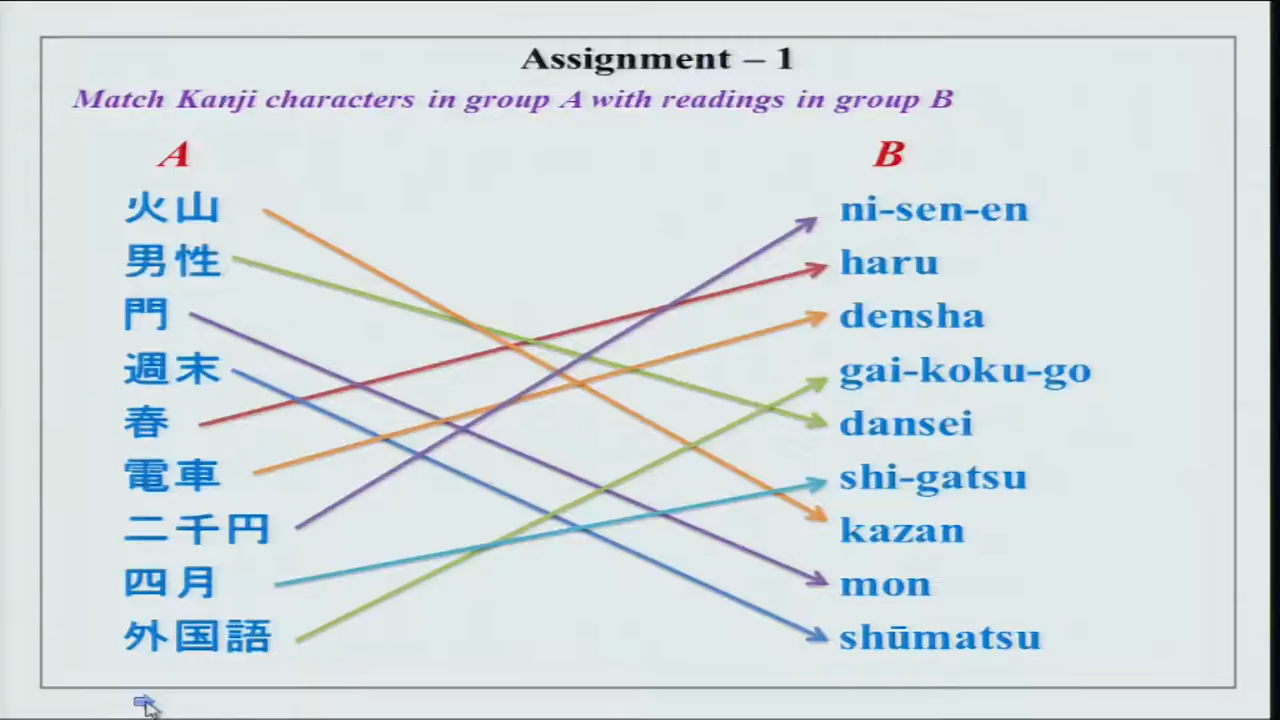 Assignment – 1
Match Kanji characters in group A with readings in group B
A B
火山 ni-sen-en
男性 haru
門 densha
週末 gai-koku-go
春 dansei
電車 shi-gatsu
二千円 kazan
四月 mon
外国語 shūmatsu